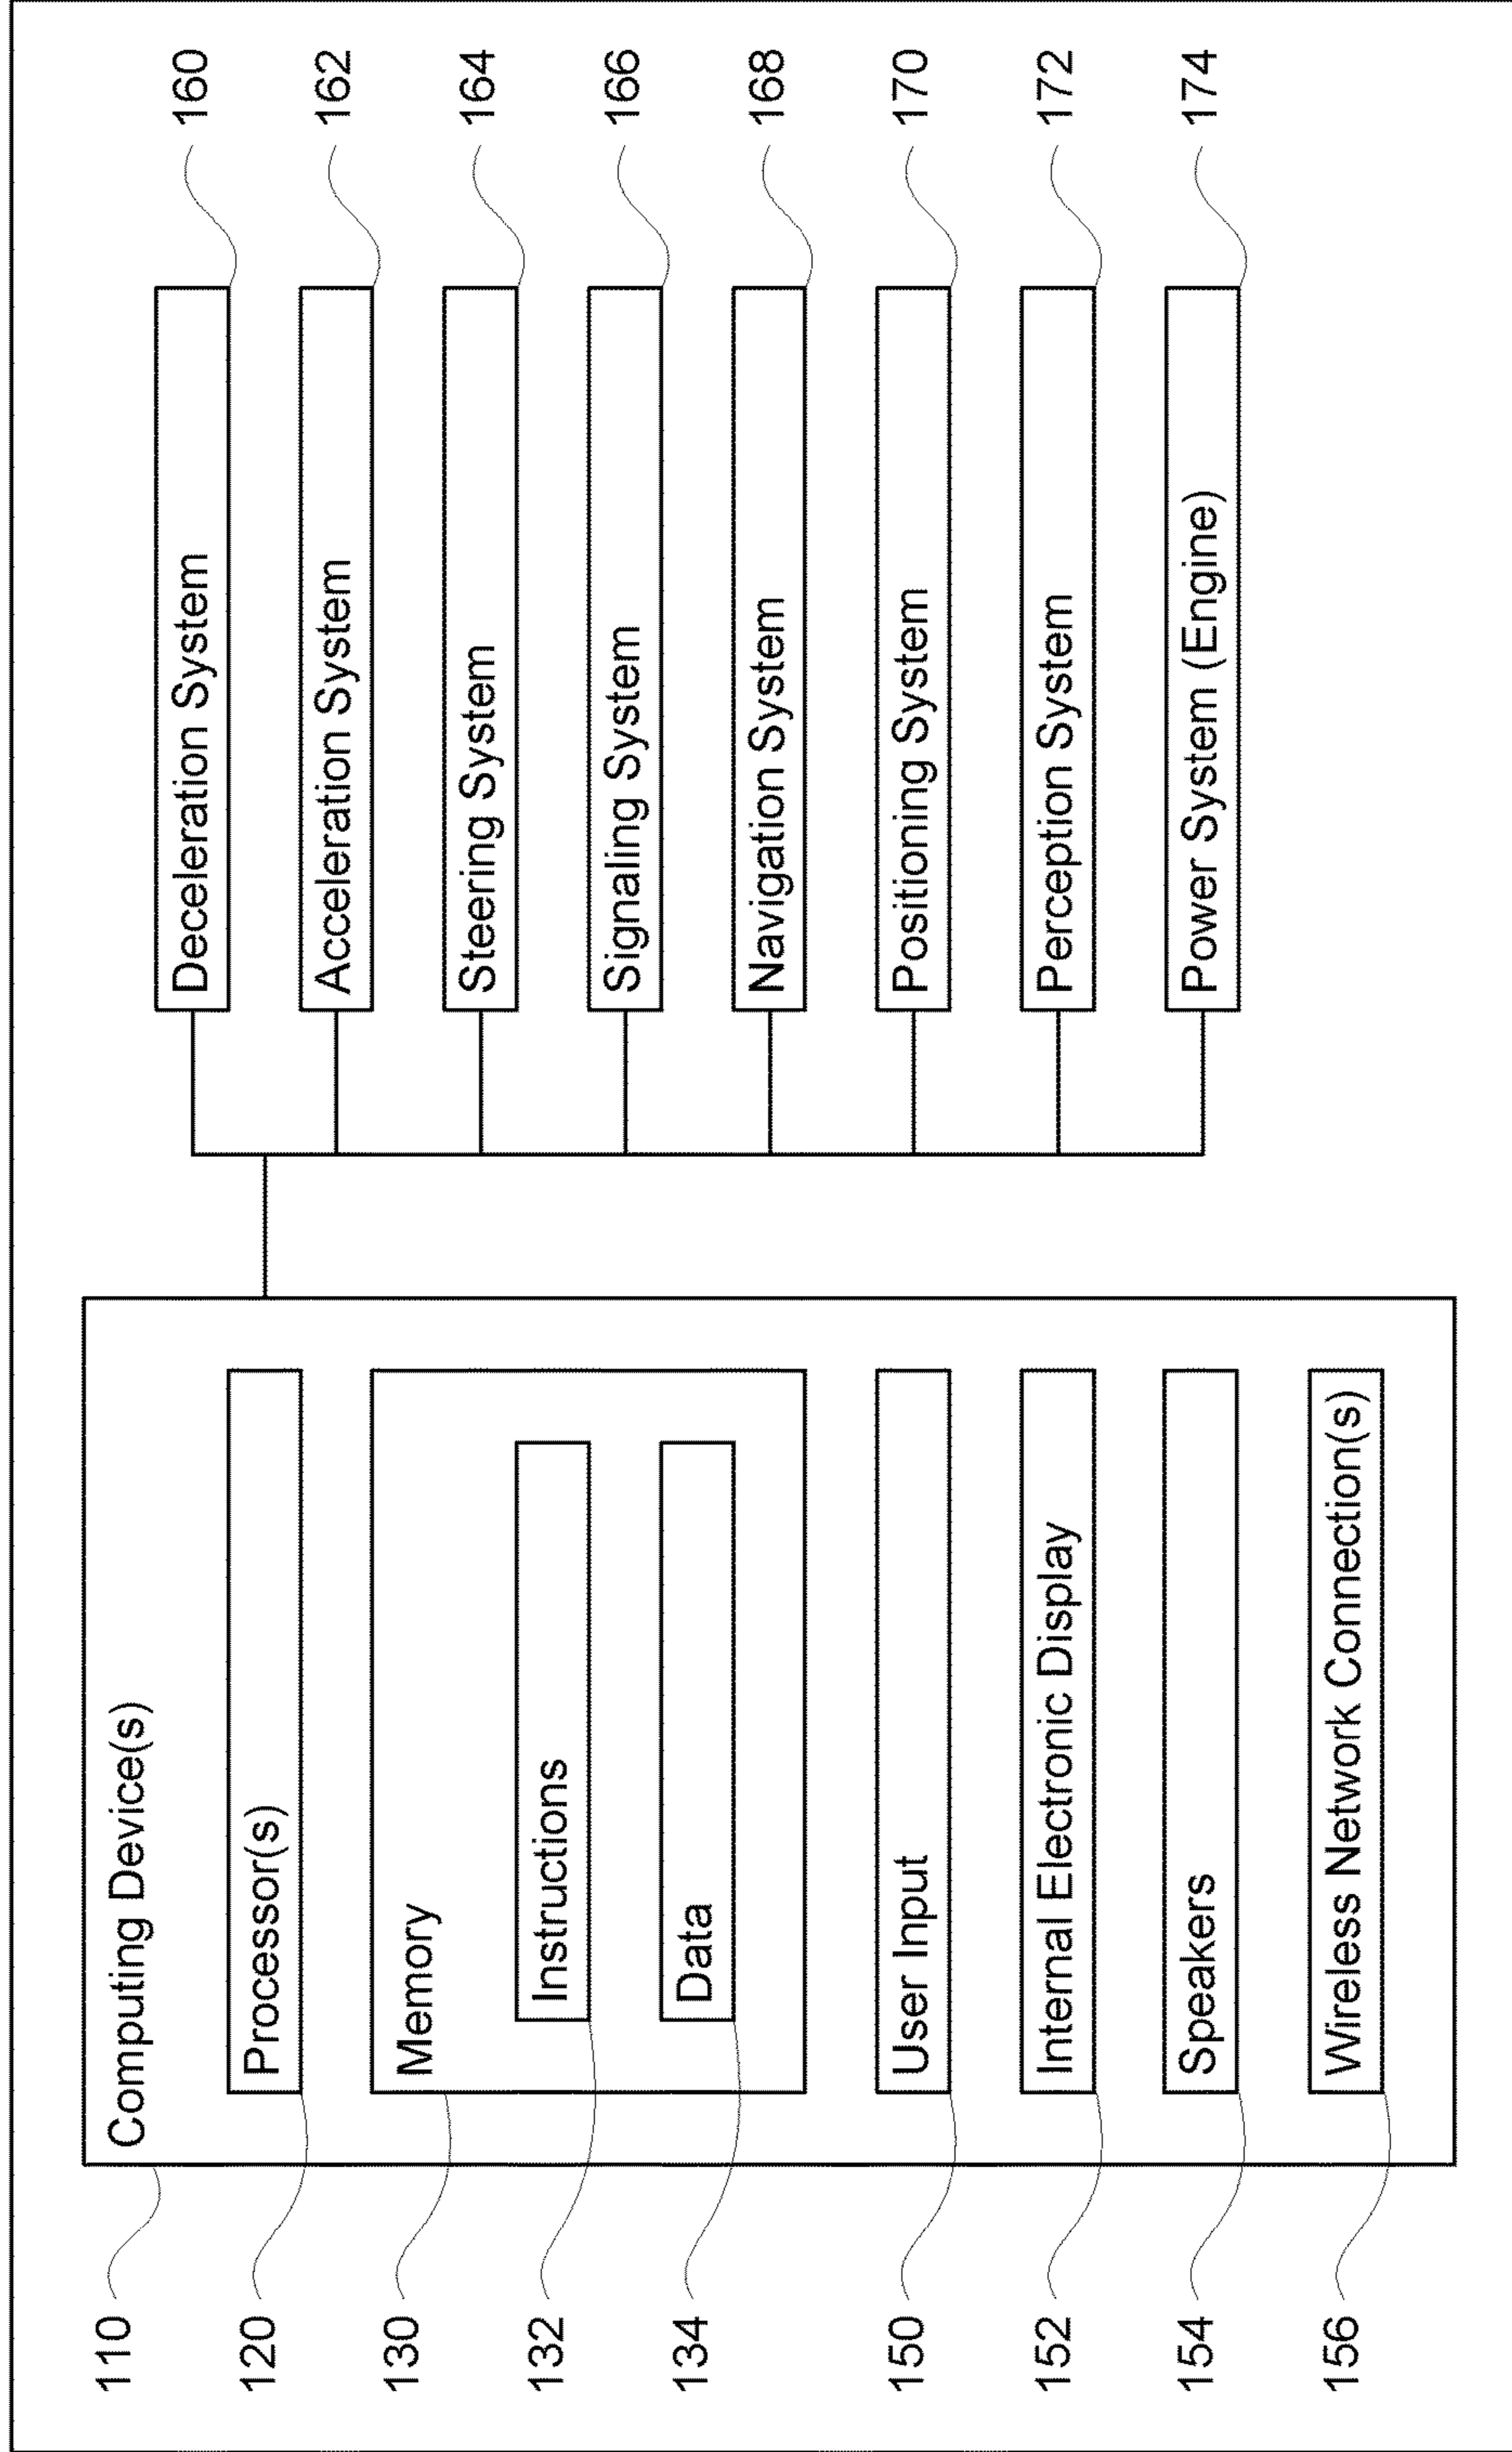 110
Computing Device(s)
120
Processor(s)
130
Memory
132
Instructions
134
Data
150
User Input
152
Internal Electronic Display
154
Speakers
156
Wireless Network Connection(s)
Deceleration System
160
Acceleration System
162
Steering System
164
Signaling System
166
Navigation System
168
Positioning System
170
Perception System
172
Power System (Engine)
174